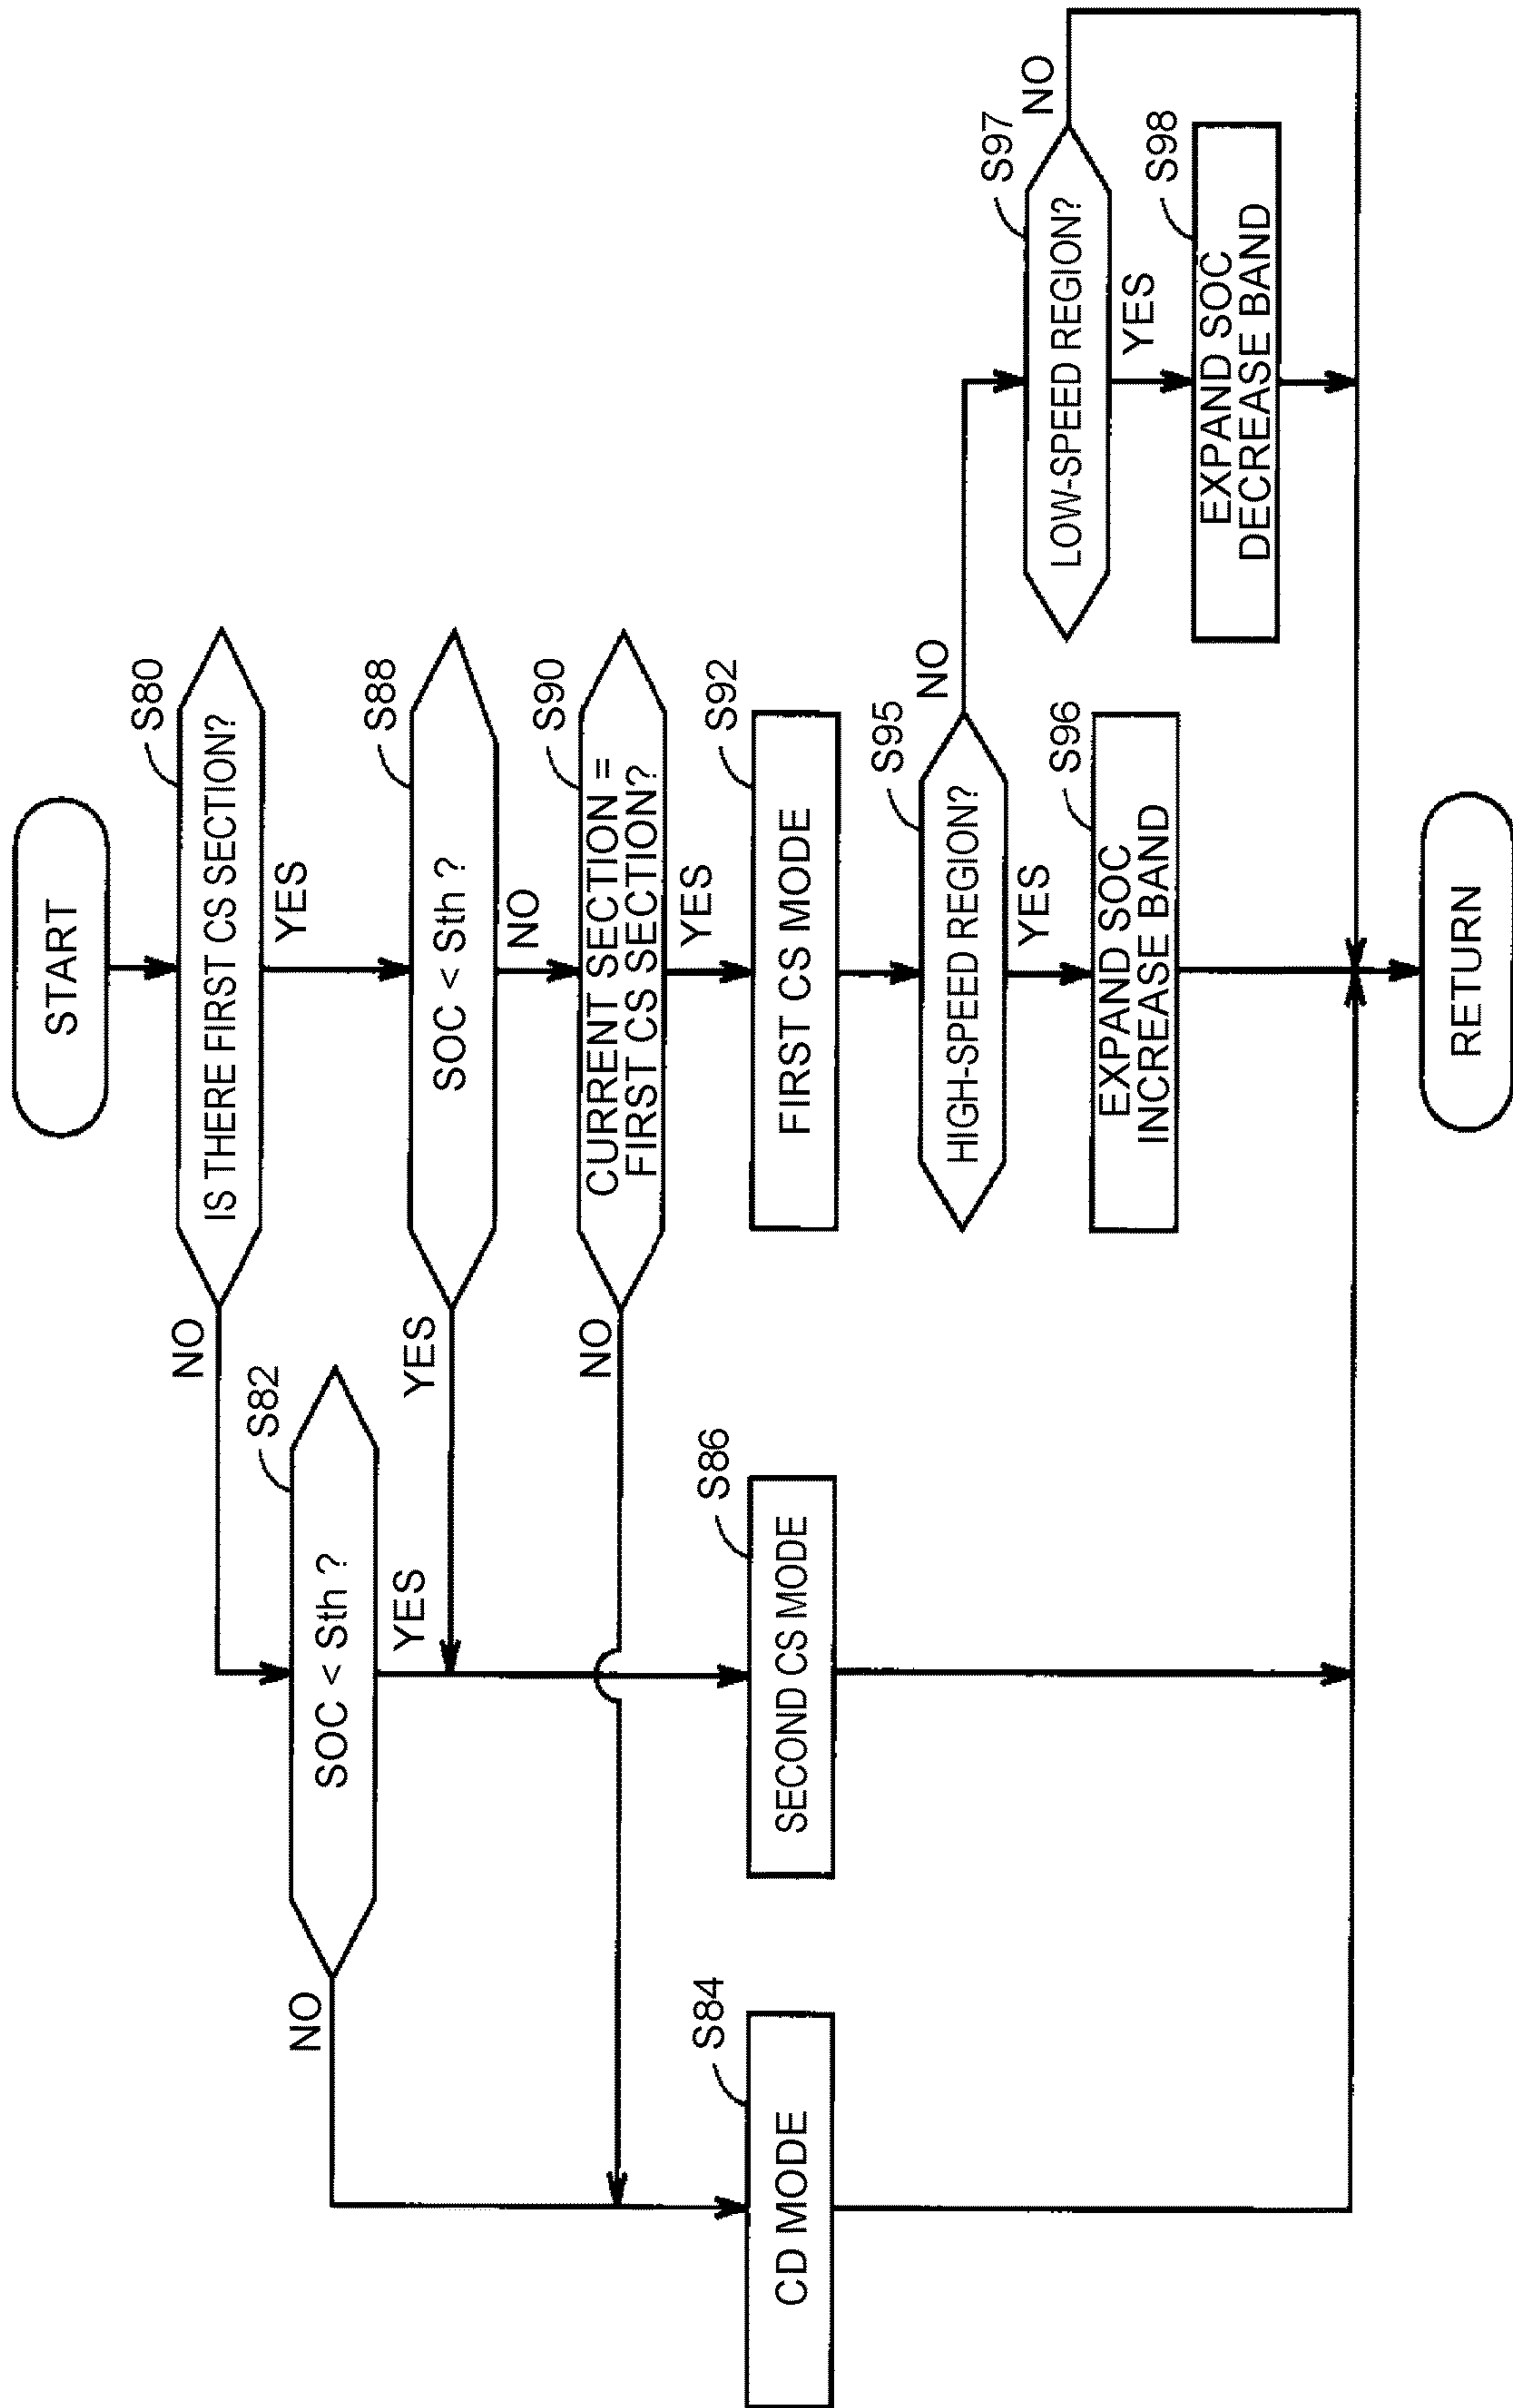 START
S80
IS THERE FIRST CS SECTION?
NO
YES
S82
SOC < Sth ?
NO
YES
S88
SOC < Sth ?
YES
NO
S90
CURRENT SECTION =
FIRST CS SECTION?
NO
YES
S84
CD MODE
S86
SECOND CS MODE
S92
FIRST CS MODE
S95
HIGH-SPEED REGION?
NO
YES
S96
EXPAND SOC
INCREASE BAND
S97
LOW-SPEED REGION?
NO
YES
S98
EXPAND SOC
DECREASE BAND
RETURN